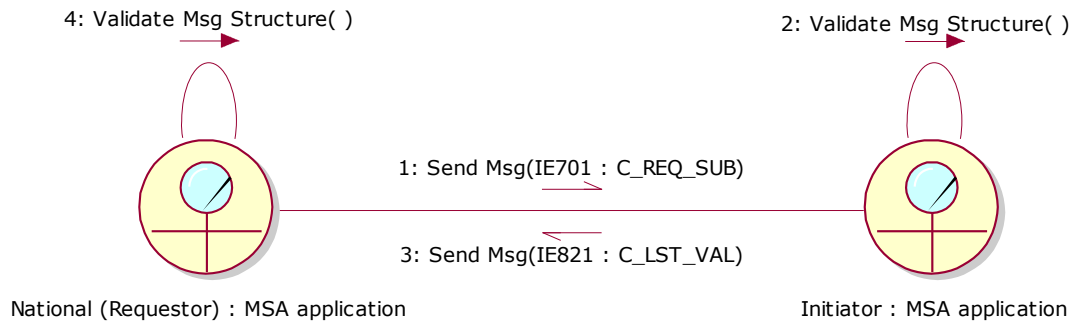 4: Validate Msg Structure( )
2: Validate Msg Structure( )
1: Send Msg(IE701 : C_REQ_SUB)
3: Send Msg(IE821 : C_LST_VAL)
National (Requestor) : MSA application
Initiator : MSA application